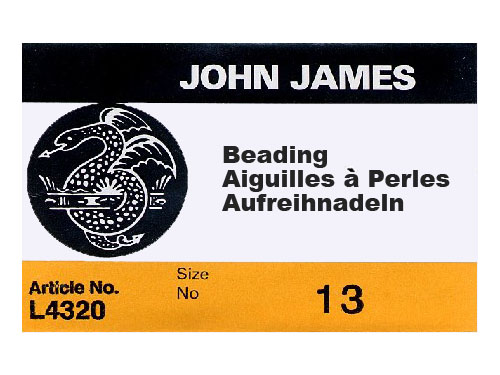 JOHN JAMES
Beading
Aiguilles à Perles
Aufreihnadeln
Article No.
L4320
Size
No
13